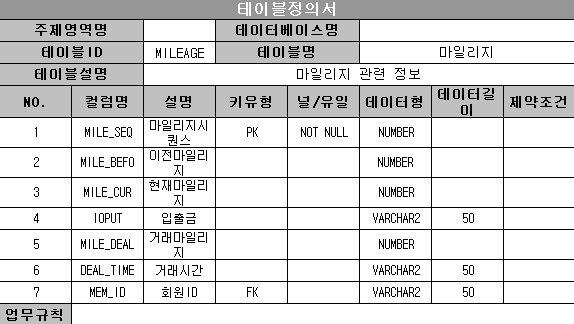 테이블정의서
주제영역명 데이터베이스명
테이블ID MILEAGE 테이블명 마일리지
테이블설명 마일리지 관련 정보
NO. 컬럼명 설명 키유형 널/유일 데이터형 데이터길이 제약조건
1 MILE_SEQ 마일리지시퀀스 PK NOT NULL NUMBER
2 MILE_BEFO 이전마일리지 NUMBER
3 MILE_CUR 현재마일리지 NUMBER
4 IOPUT 입출금 VARCHAR2 50
5 MILE_DEAL 거래마일리지 NUMBER
6 DEAL_TIME 거래시간 VARCHAR2 50
7 MEM_ID 회원ID FK VARCHAR2 50
업무규칙